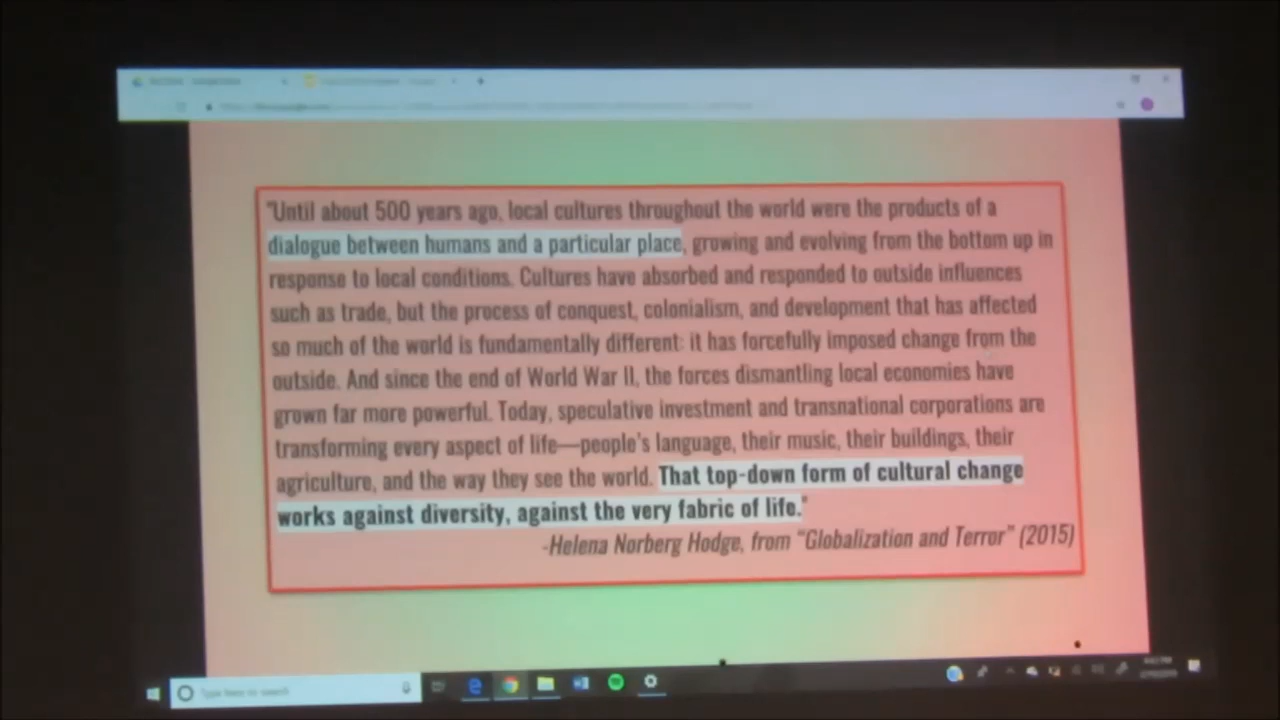 "Until about 500 years ago, local cultures throughout the world were the products of a
dialogue between humans and a particular place, growing and evolving from the bottom up in
response to local conditions. Cultures have absorbed and responded to outside influences
such as trade, but the process of conquest, colonialism, and development that has affected
so much of the world is fundamentally different: it has forcefully imposed change from the
outside. And since the end of World War II, the forces dismantling local economies have
grown far more powerful. Today, speculative investment and transnational corporations are
transforming every aspect of life—people's language, their music, their buildings, their
agriculture, and the way they see the world. That top-down form of cultural change
works against diversity, against the very fabric of life."
-Helena Norberg Hodge, from "Globalization and Terror" (2015)
Type here to search